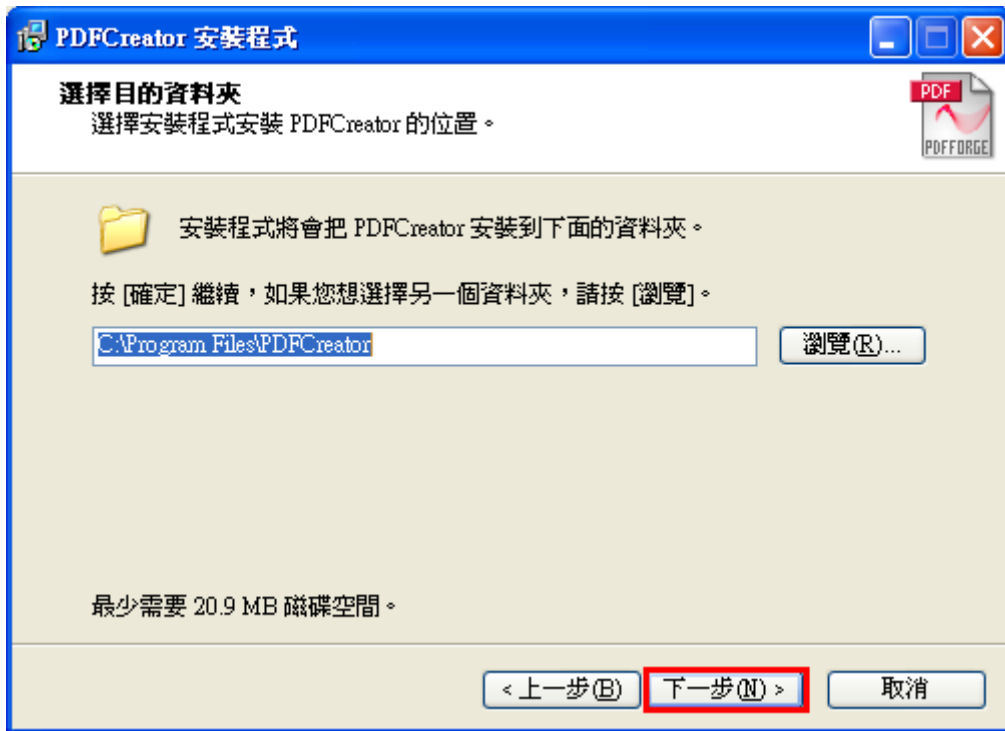 PDFCreator 安裝程式
選擇目的資料夾
選擇安裝程式安裝 PDFCreator 的位置。
PDF
PDFFORGE
安裝程式將會把 PDFCreator 安裝到下面的資料夾。
按 [確定] 繼續，如果您想選擇另一個資料夾，請按 [瀏覽]。
C:\Program Files\PDFCreator
瀏覽(R)...
最少需要 20.9 MB 磁碟空間。
< 上一步(B)
下一步(N) >
取消